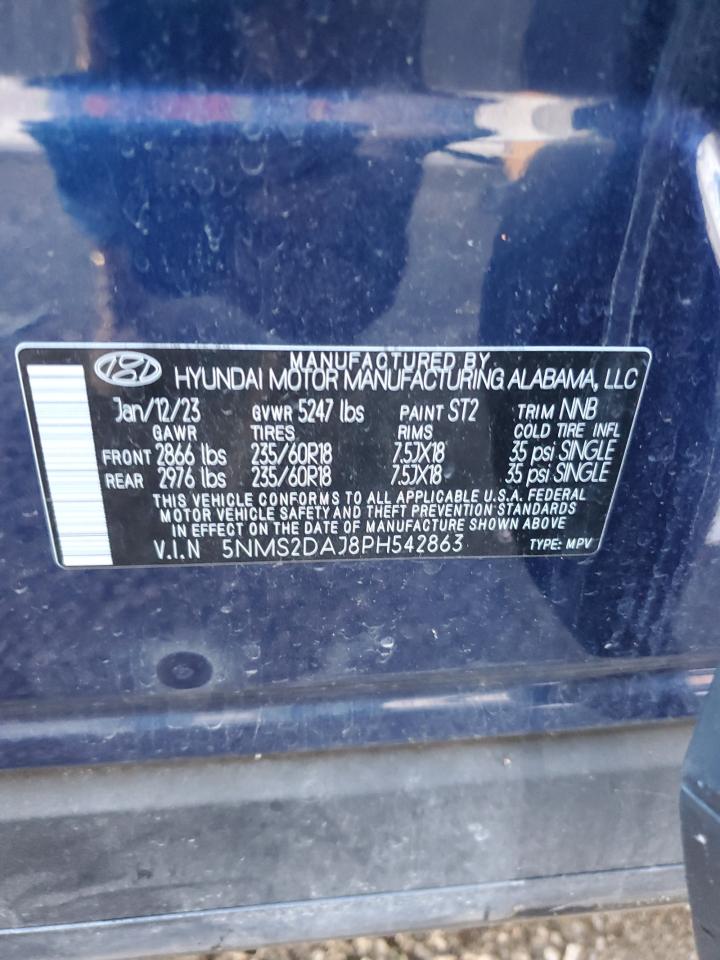 MANUFACTURED BY
HYUNDAI MOTOR MANUFACTURING ALABAMA, LLC
Jan/12/23 GVWR 5247 lbs PAINT ST2 TRIM NNB
GAWR TIRES RIMS COLD TIRE INFL
FRONT 2866 lbs 235/60R18 7.5JX18 35 psi SINGLE
REAR 2976 lbs 235/60R18 7.5JX18 35 psi SINGLE
THIS VEHICLE CONFORMS TO ALL APPLICABLE U.S.A. FEDERAL
MOTOR VEHICLE SAFETY AND THEFT PREVENTION STANDARDS
IN EFFECT ON THE DATE OF MANUFACTURE SHOWN ABOVE
V.I.N 5NMS2DAJ8PH542863 TYPE: MPV